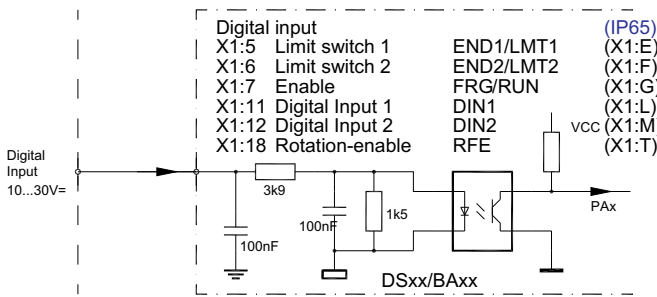 Digital input (IP65)
X1:5 Limit switch 1 END1/LMT1 (X1:E)
X1:6 Limit switch 2 END2/LMT2 (X1:F)
X1:7 Enable FRG/RUN (X1:G)
X1:11 Digital Input 1 DIN1 (X1:L)
X1:12 Digital Input 2 DIN2 VCC (X1:M
X1:18 Rotation-enable RFE (X1:T)
Digital
Input
10...30V=
3k9
100nF
1k5
100nF
PAx
DSxx/BAxx